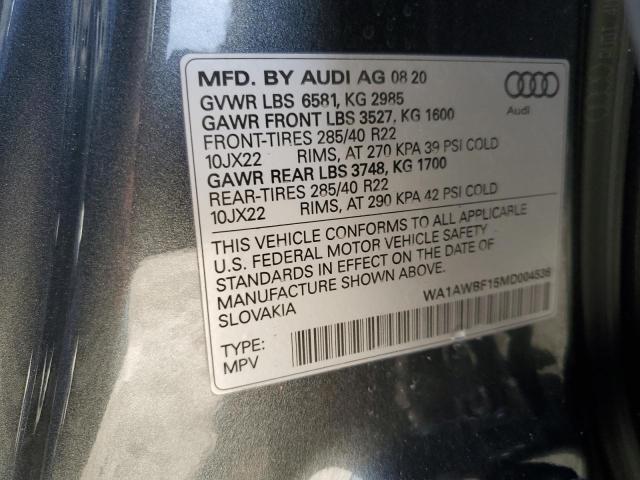 MFD. BY AUDI AG 08 20
GVWR LBS 6581, KG 2985
GAWR FRONT LBS 3527, KG 1600
FRONT-TIRES 285/40 R22
10JX22 RIMS, AT 270 KPA 39 PSI COLD
GAWR REAR LBS 3748, KG 1700
REAR-TIRES 285/40 R22
10JX22 RIMS, AT 290 KPA 42 PSI COLD
Audi
THIS VEHICLE CONFORMS TO ALL APPLICABLE
U.S. FEDERAL MOTOR VEHICLE SAFETY
STANDARDS IN EFFECT ON THE DATE OF
MANUFACTURE SHOWN ABOVE.
SLOVAKIA
WA1AWBF15MD004536
TYPE:
MPV